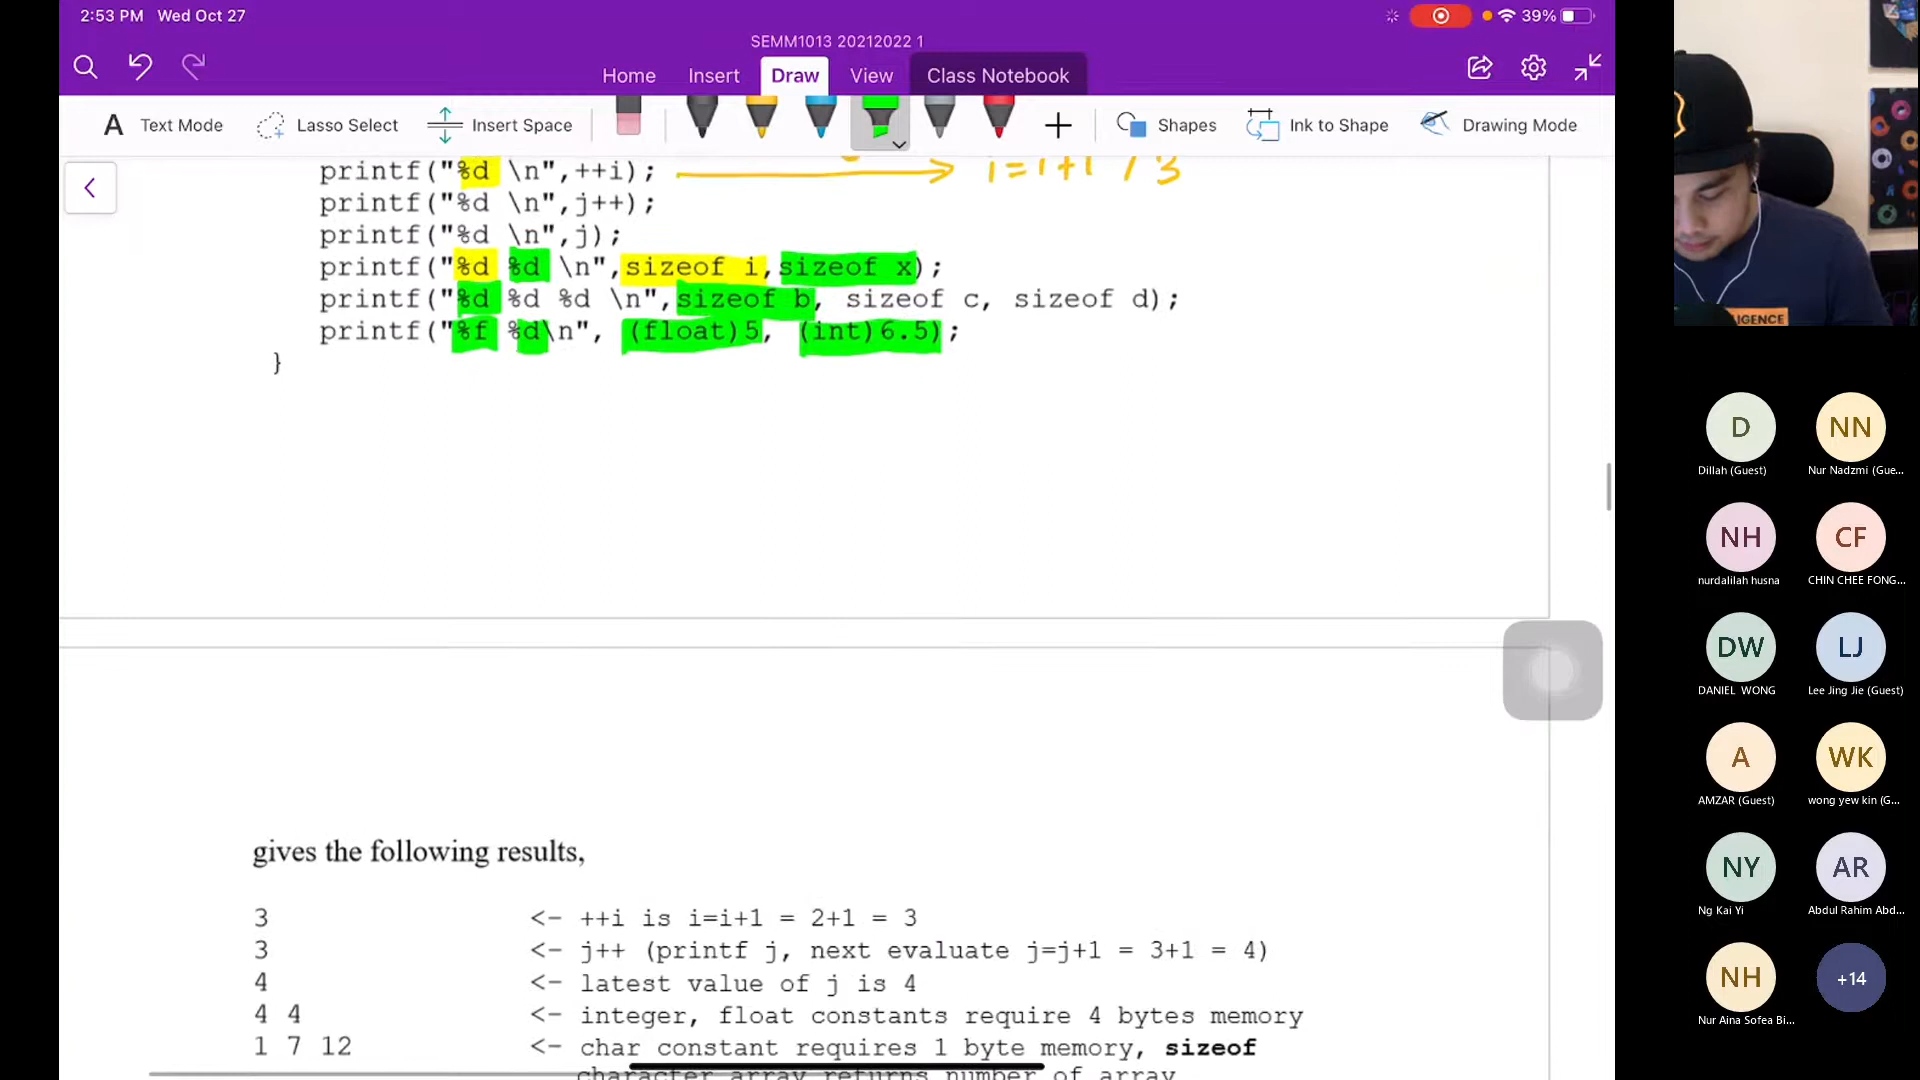 2:53 PM Wed Oct 27
39%
SEMM1013 20212022 1
Home Insert Draw View Class Notebook
A Text Mode Lasso Select Insert Space Shapes Ink to Shape Drawing Mode
printf("%d \n",++i); i=i+1 / 3
printf("%d \n",j++);
printf("%d \n",j);
printf("%d %d \n",sizeof i,sizeof x);
printf("%d %d %d \n",sizeof b, sizeof c, sizeof d);
printf("%f %d\n", (float)5, (int)6.5);
}
gives the following results,
3 <- ++i is i=i+1 = 2+1 = 3
3 <- j++ (printf j, next evaluate j=j+1 = 3+1 = 4)
4 <- latest value of j is 4
4 4 <- integer, float constants require 4 bytes memory
1 7 12 <- char constant requires 1 byte memory, sizeof
character array returns number of array
IGENCE
D NN
Dillah (Guest) Nur Nadzmi (Gue...
NH CF
nurdalilah husna CHIN CHEE FONG...
DW LJ
DANIEL WONG Lee Jing Jie (Guest)
A WK
AMZAR (Guest) wong yew kin (G...
NY AR
Ng Kai Yi Abdul Rahim Abd...
NH +14
Nur Aina Sofea Bi...